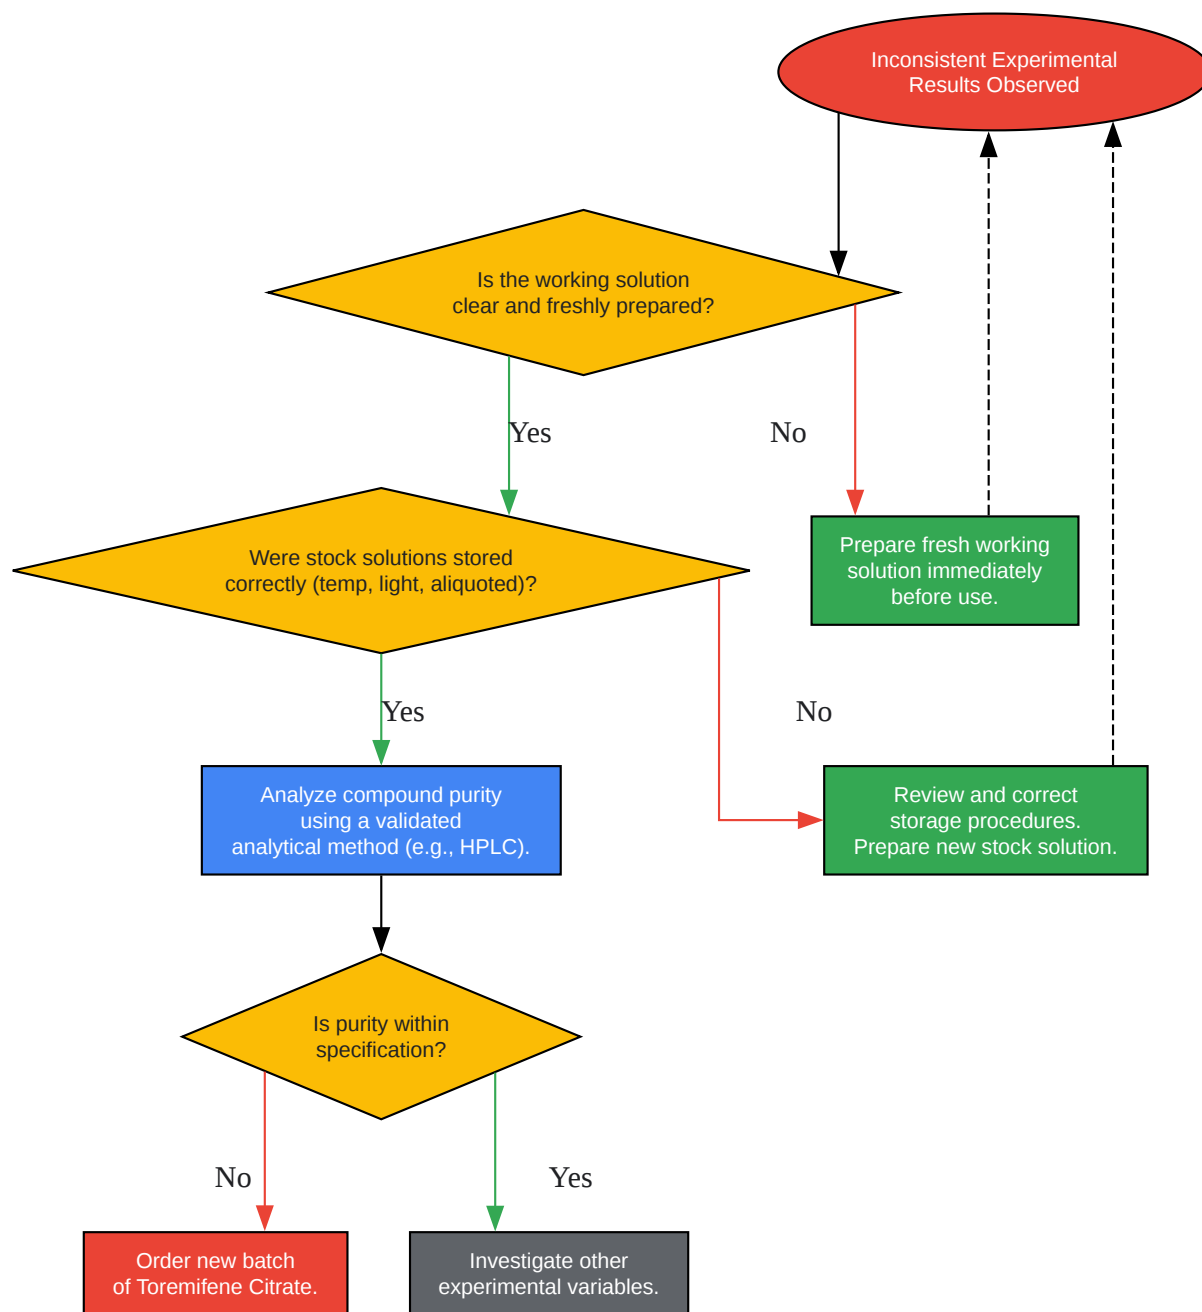 Inconsistent Experimental
Results Observed
Is the working solution
clear and freshly prepared?
Yes
No
Were stock solutions stored
correctly (temp, light, aliquoted)?
Prepare fresh working
solution immediately
before use.
Yes
No
Analyze compound purity
using a validated
analytical method (e.g., HPLC).
Review and correct
storage procedures.
Prepare new stock solution.
Is purity within
specification?
No
Yes
Order new batch
of Toremifene Citrate.
Investigate other
experimental variables.